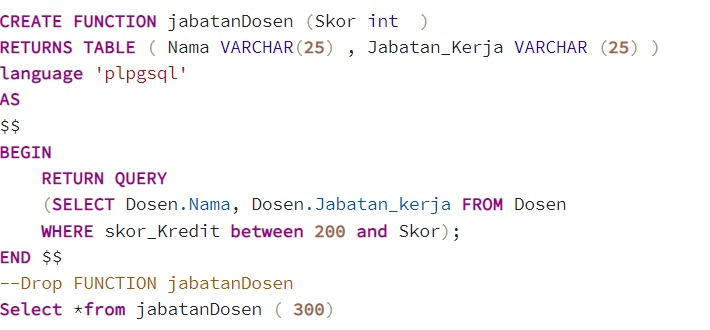 CREATE FUNCTION jabatanDosen (Skor int  )
RETURNS TABLE ( Nama VARCHAR(25) , Jabatan_Kerja VARCHAR (25) )
language 'plpgsql'
AS
$$
BEGIN
    RETURN QUERY
    (SELECT Dosen.Nama, Dosen.Jabatan_kerja FROM Dosen
    WHERE skor_Kredit between 200 and Skor);
END $$
--Drop FUNCTION jabatanDosen
Select *from jabatanDosen ( 300)